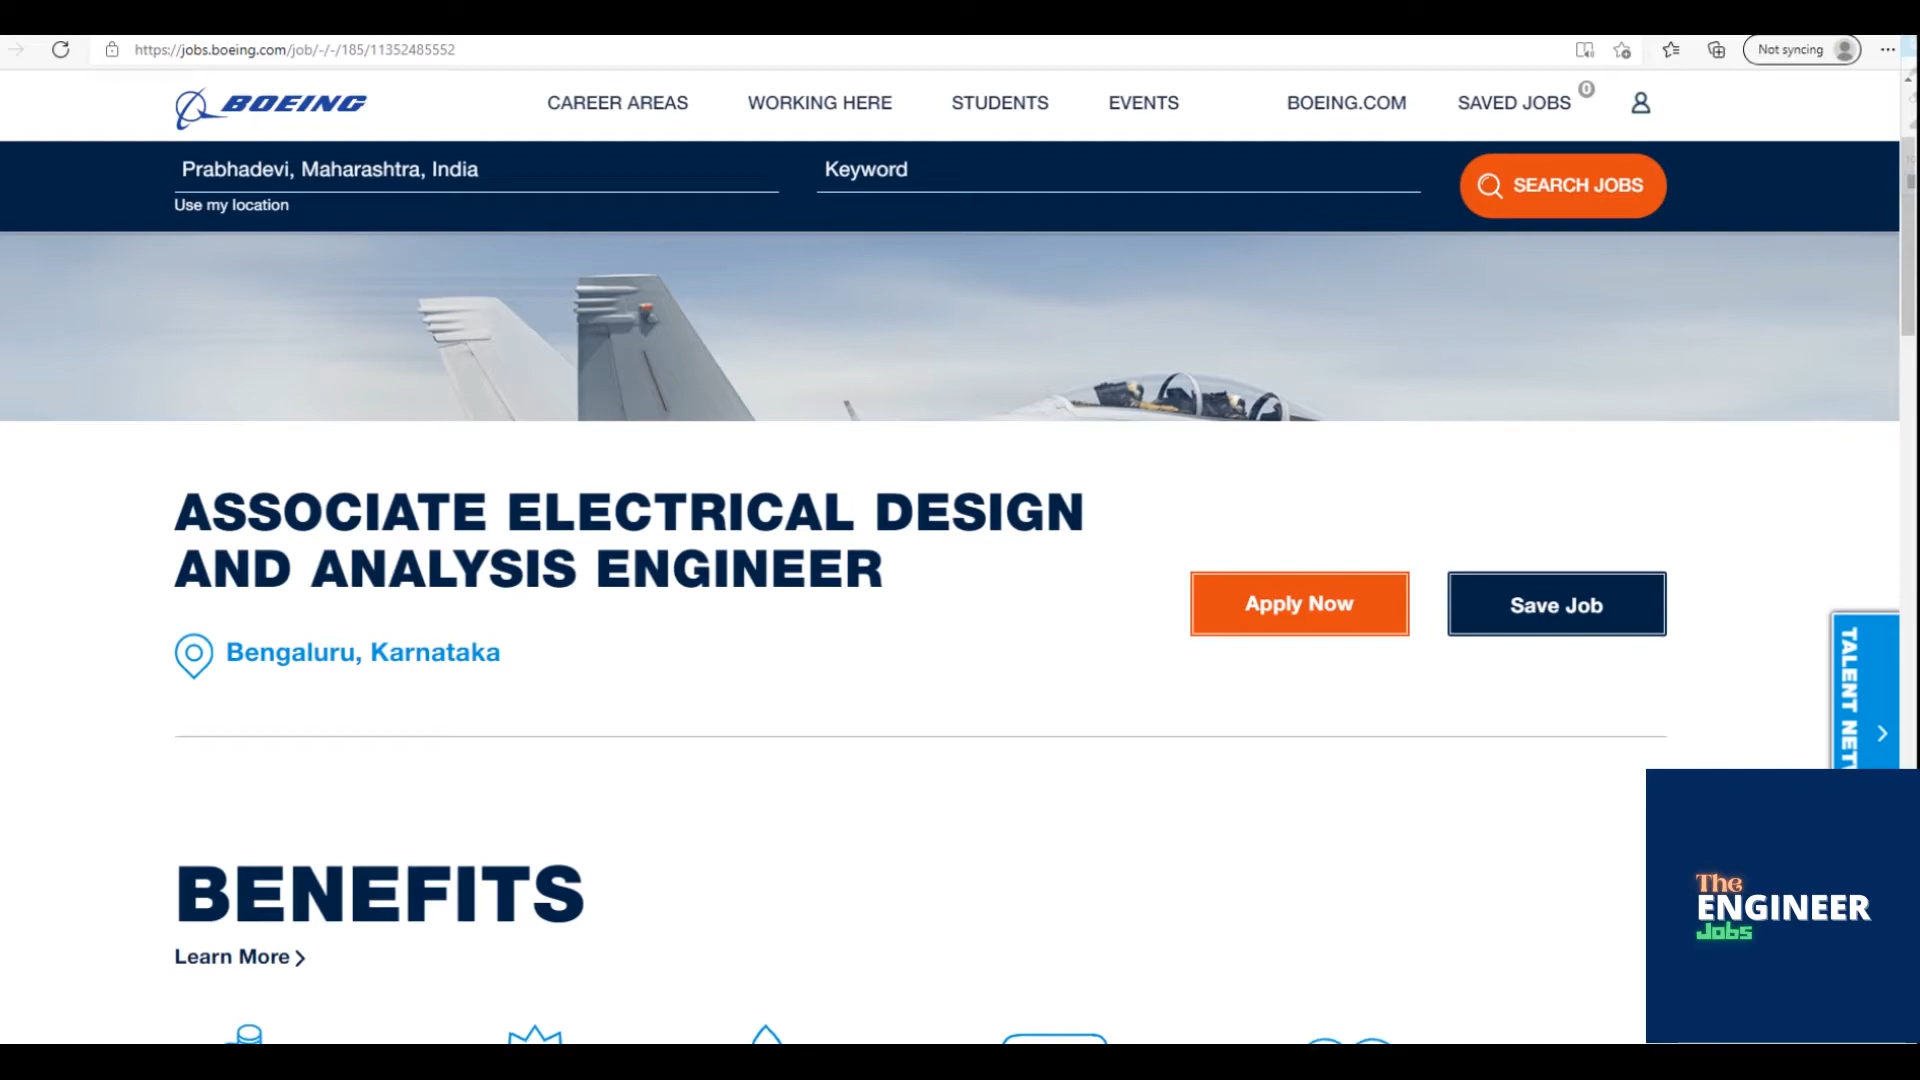 https://jobs.boeing.com/job/-/-/185/11352485552
Not syncing
BOEING
CAREER AREAS
WORKING HERE
STUDENTS
EVENTS
BOEING.COM
SAVED JOBS
0
Prabhadevi, Maharashtra, India
Keyword
SEARCH JOBS
Use my location
ASSOCIATE ELECTRICAL DESIGN
AND ANALYSIS ENGINEER
Apply Now
Save Job
Bengaluru, Karnataka
TALENT
BENEFITS
Learn More
The
ENGINEER
Jobs